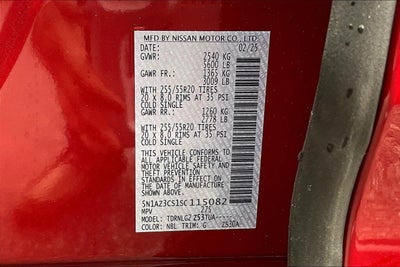 MFD BY NISSAN MOTOR CO., LTD.
DATE: 02/25
GVWR: 2540 KG
5600 LB
GAWR FR: 1365 KG
3009 LB
WITH 255/55R20 TIRES
20 X 8.0 RIMS AT 35 PSI
COLD SINGLE
GAWR RR: 1260 KG
2778 LB
WITH 255/55R20 TIRES
20 X 8.0 RIMS AT 35 PSI
COLD SINGLE
THIS VEHICLE CONFORMS TO
ALL APPLICABLE FEDERAL
MOTOR VEHICLE SAFETY
STANDARDS IN EFFECT ON
THE DATE OF MANUFACTURE
SHOWN ABOVE.
5N1AZ3CS1SC115082
MPV 275
MODEL: TDRNLGZ Z53TUA-----
COLOR: NBL TRIM: G Z53GA